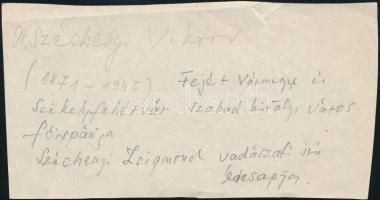 Gr. Széchenyi Viktor
(1871-1945) Fejér Vármegye és
Székesfehérvár szabad királyi város
főispánja
Széchenyi Zsigmond vadászati író
édesapja.